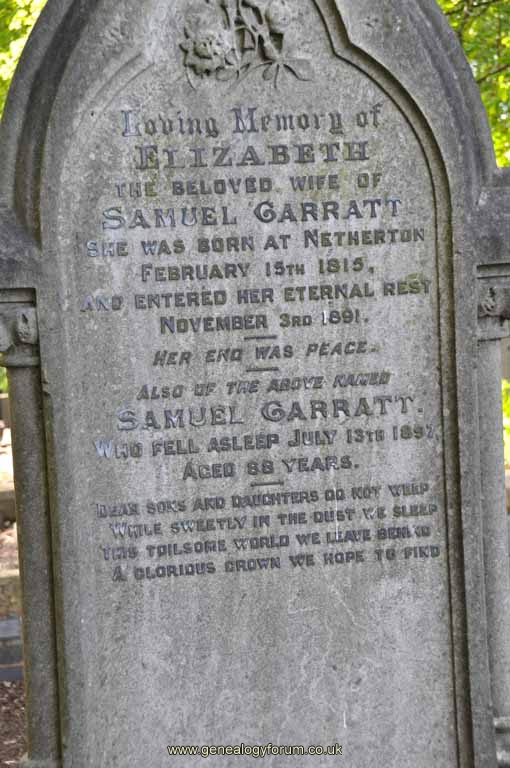 Loving Memory of
ELIZABETH
THE BELOVED WIFE OF
SAMUEL GARRATT
SHE WAS BORN AT NETHERTON
FEBRUARY 15TH 1815,
AND ENTERED HER ETERNAL REST
NOVEMBER 3RD 1891.
HER END WAS PEACE.
ALSO OF THE ABOVE NAMED
SAMUEL GARRATT.
WHO FELL ASLEEP JULY 13TH 1897,
AGED 88 YEARS.
DEAR SONS AND DAUGHTERS DO NOT WEEP
WHILE SWEETLY IN THE DUST WE SLEEP
THIS TOILSOME WORLD WE LEAVE BEHIND
A GLORIOUS CROWN WE HOPE TO FIND
www.genealogyforum.co.uk